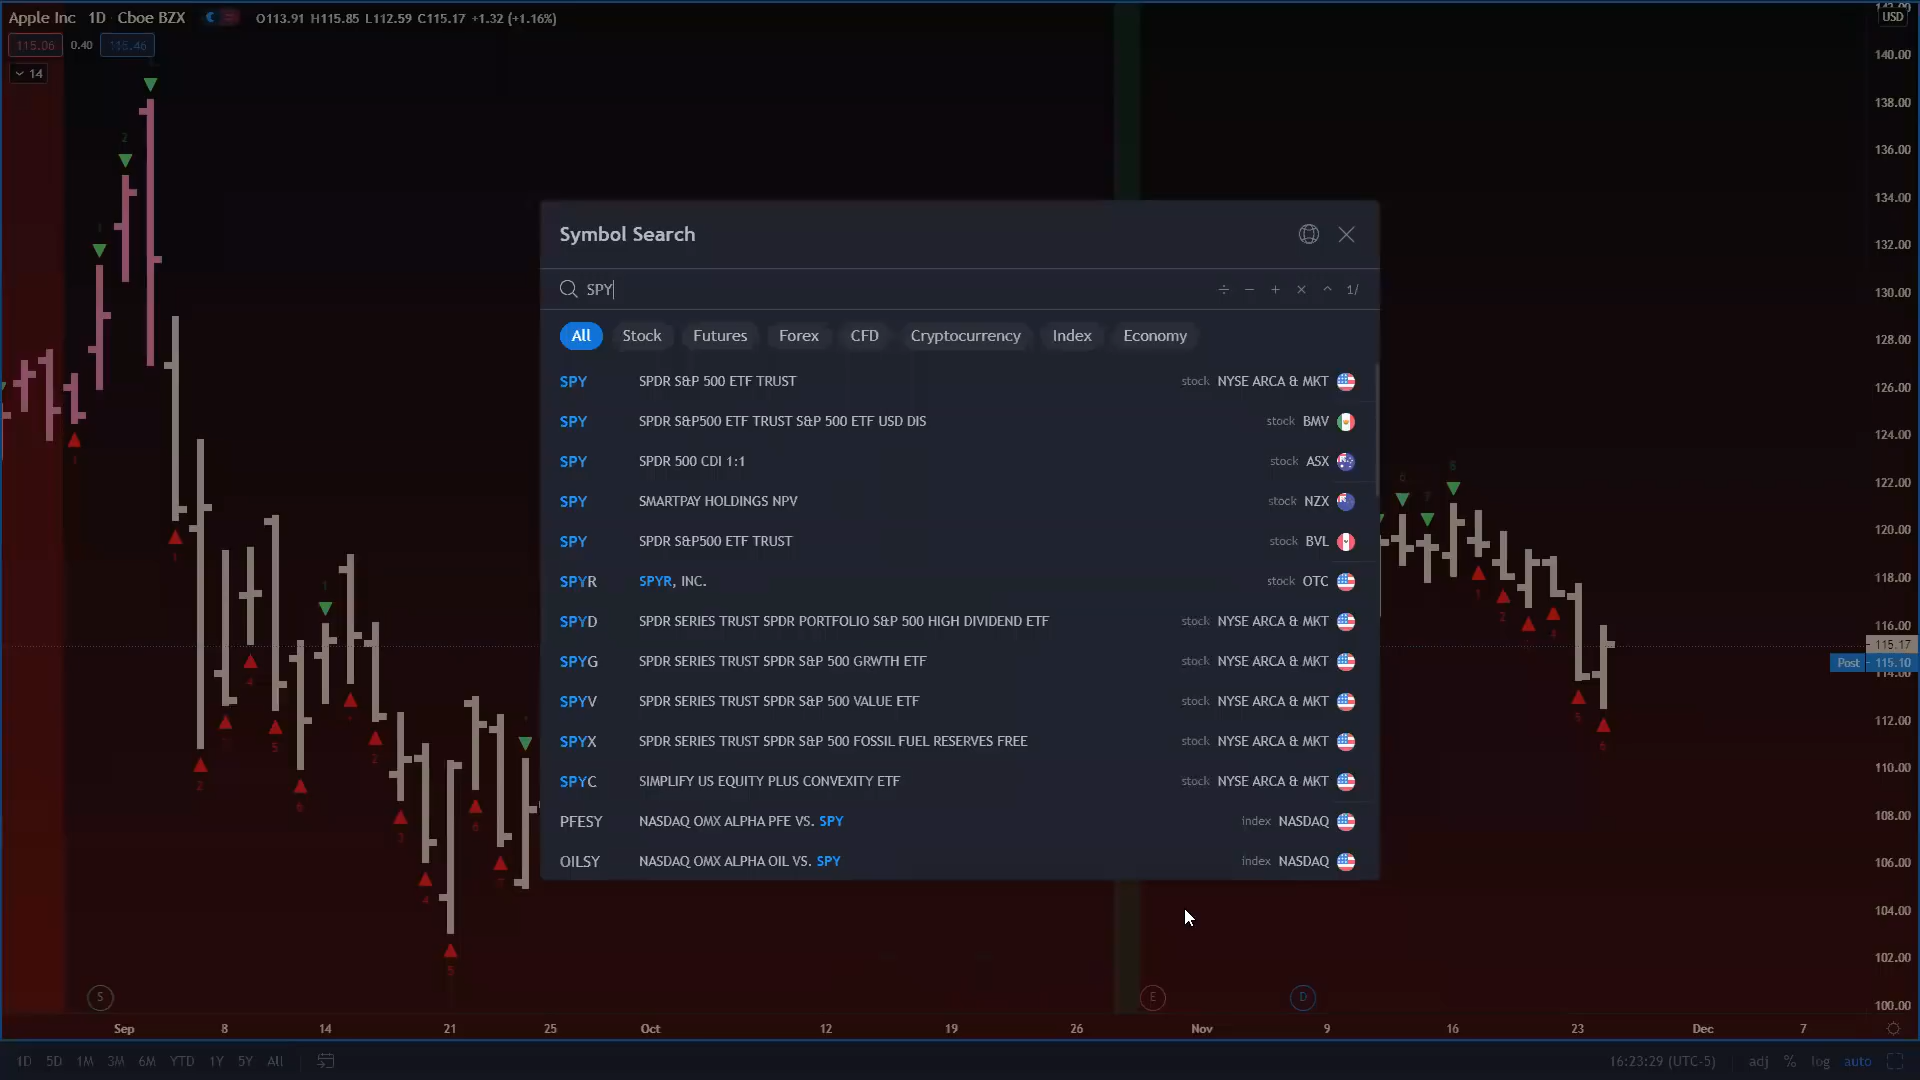 Apple Inc 1D Cboe BZX O113.91 H115.85 L112.59 C115.17 +1.32 (+1.16%)
USD
115.06 0.40 115.46
14
140.00
138.00
136.00
134.00
132.00
130.00
128.00
126.00
124.00
122.00
120.00
118.00
116.00
115.17
Post 115.10
114.00
112.00
110.00
108.00
106.00
104.00
102.00
100.00
Symbol Search
SPY ÷ − + × ^ 1/
All Stock Futures Forex CFD Cryptocurrency Index Economy
SPY SPDR S&P 500 ETF TRUST stock NYSE ARCA & MKT
SPY SPDR S&P500 ETF TRUST S&P 500 ETF USD DIS stock BMV
SPY SPDR 500 CDI 1:1 stock ASX
SPY SMARTPAY HOLDINGS NPV stock NZX
SPY SPDR S&P500 ETF TRUST stock BVL
SPYR SPYR, INC. stock OTC
SPYD SPDR SERIES TRUST SPDR PORTFOLIO S&P 500 HIGH DIVIDEND ETF stock NYSE ARCA & MKT
SPYG SPDR SERIES TRUST SPDR S&P 500 GRWTH ETF stock NYSE ARCA & MKT
SPYV SPDR SERIES TRUST SPDR S&P 500 VALUE ETF stock NYSE ARCA & MKT
SPYX SPDR SERIES TRUST SPDR S&P 500 FOSSIL FUEL RESERVES FREE stock NYSE ARCA & MKT
SPYC SIMPLIFY US EQUITY PLUS CONVEXITY ETF stock NYSE ARCA & MKT
PFESY NASDAQ OMX ALPHA PFE VS. SPY index NASDAQ
OILSY NASDAQ OMX ALPHA OIL VS. SPY index NASDAQ
S E D
Sep 8 14 21 25 Oct 12 19 26 Nov 9 16 23 Dec 7
1D 5D 1M 3M 6M YTD 1Y 5Y All 16:23:29 (UTC-5) adj % log auto